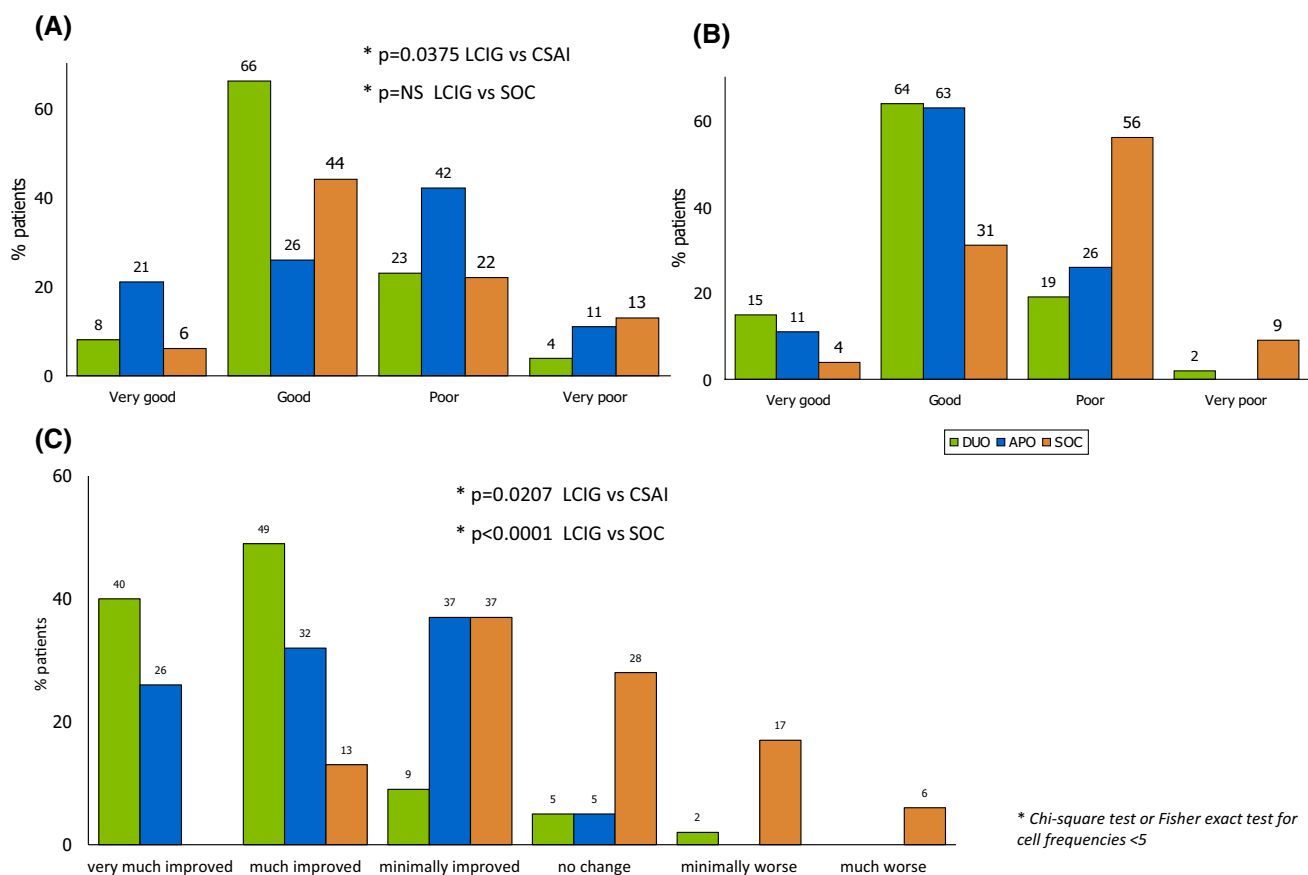 (A)
* p=0.0375 LCIG vs CSAI
* p=NS LCIG vs SOC
% patients
60
40
20
0
8
21
6
66
26
44
23
42
22
4
11
13
Very good
Good
Poor
Very poor
(B)
% patients
60
40
20
0
15
11
4
64
63
31
19
26
56
2
9
Very good
Good
Poor
Very poor
DUO APO SOC
(C)
* p=0.0207 LCIG vs CSAI
* p<0.0001 LCIG vs SOC
% patients
60
40
20
0
40
26
49
32
13
9
37
37
5
5
28
2
17
6
very much improved
much improved
minimally improved
no change
minimally worse
much worse
* Chi-square test or Fisher exact test for
cell frequencies <5